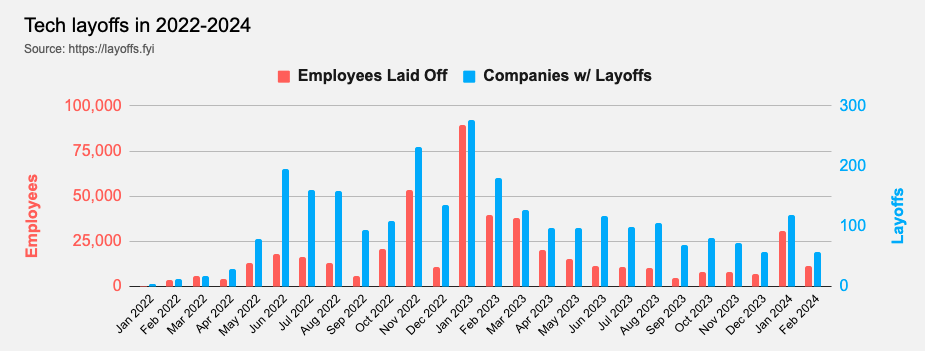 Tech layoffs in 2022-2024
Source: https://layoffs.fyi
Employees Laid Off Companies w/ Layoffs
Employees
100,000
75,000
50,000
25,000
0
300
200
100
0
Layoffs
Jan 2022
Feb 2022
Mar 2022
Apr 2022
May 2022
Jun 2022
Jul 2022
Aug 2022
Sep 2022
Oct 2022
Nov 2022
Dec 2022
Jan 2023
Feb 2023
Mar 2023
Apr 2023
May 2023
Jun 2023
Jul 2023
Aug 2023
Sep 2023
Oct 2023
Nov 2023
Dec 2023
Jan 2024
Feb 2024